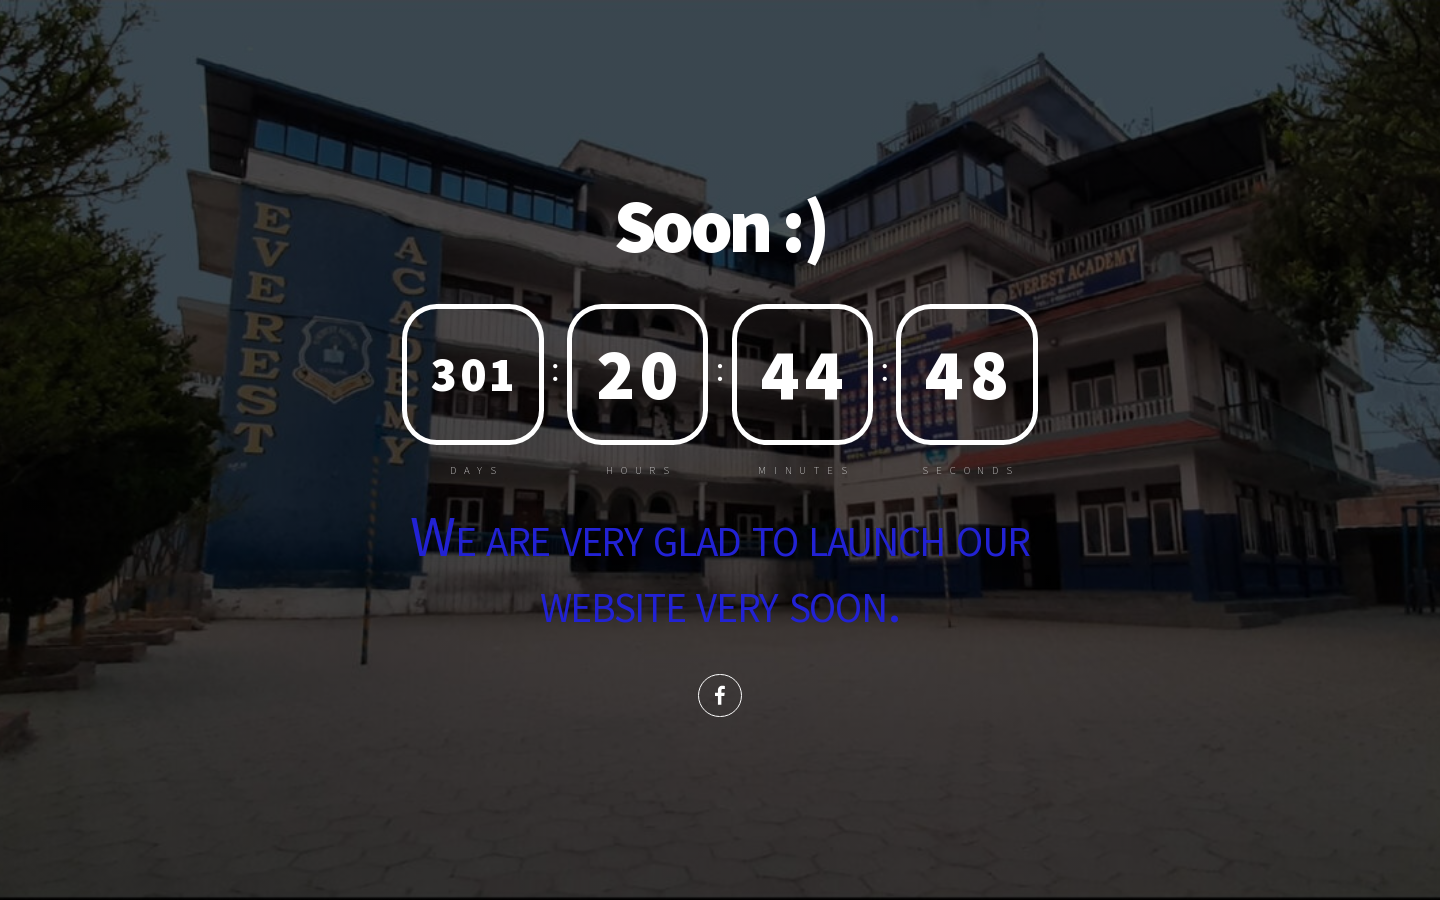 Soon :)
EVEREST
ACADEMY
EVEREST ACADEMY
301 : 20 : 44 : 48
DAYS HOURS MINUTES SECONDS
We are very glad to launch our
website very soon.